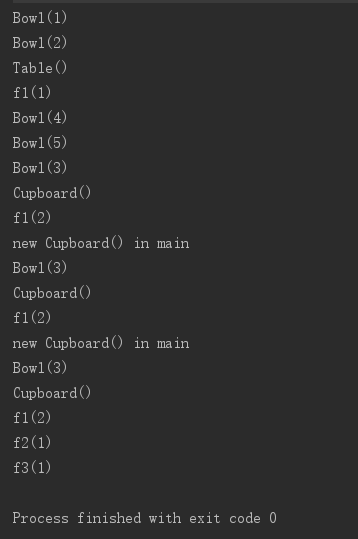 Bowl(1)
Bowl(2)
Table()
f1(1)
Bowl(4)
Bowl(5)
Bowl(3)
Cupboard()
f1(2)
new Cupboard() in main
Bowl(3)
Cupboard()
f1(2)
new Cupboard() in main
Bowl(3)
Cupboard()
f1(2)
f2(1)
f3(1)
Process finished with exit code 0